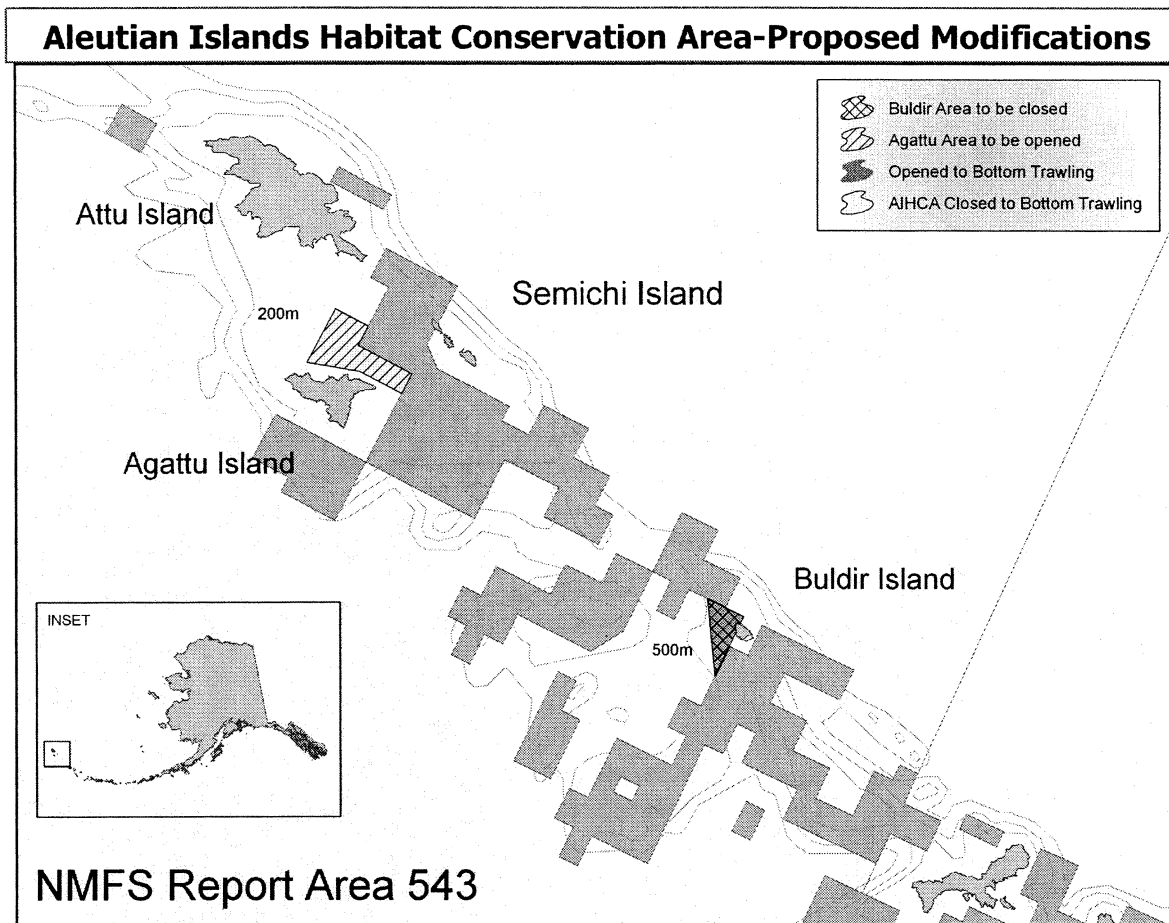 Aleutian Islands Habitat Conservation Area-Proposed Modifications
Buldir Area to be closed
Agattu Area to be opened
Opened to Bottom Trawling
AIHCA Closed to Bottom Trawling
Attu Island
Semichi Island
200m
Agattu Island
Buldir Island
500m
INSET
NMFS Report Area 543